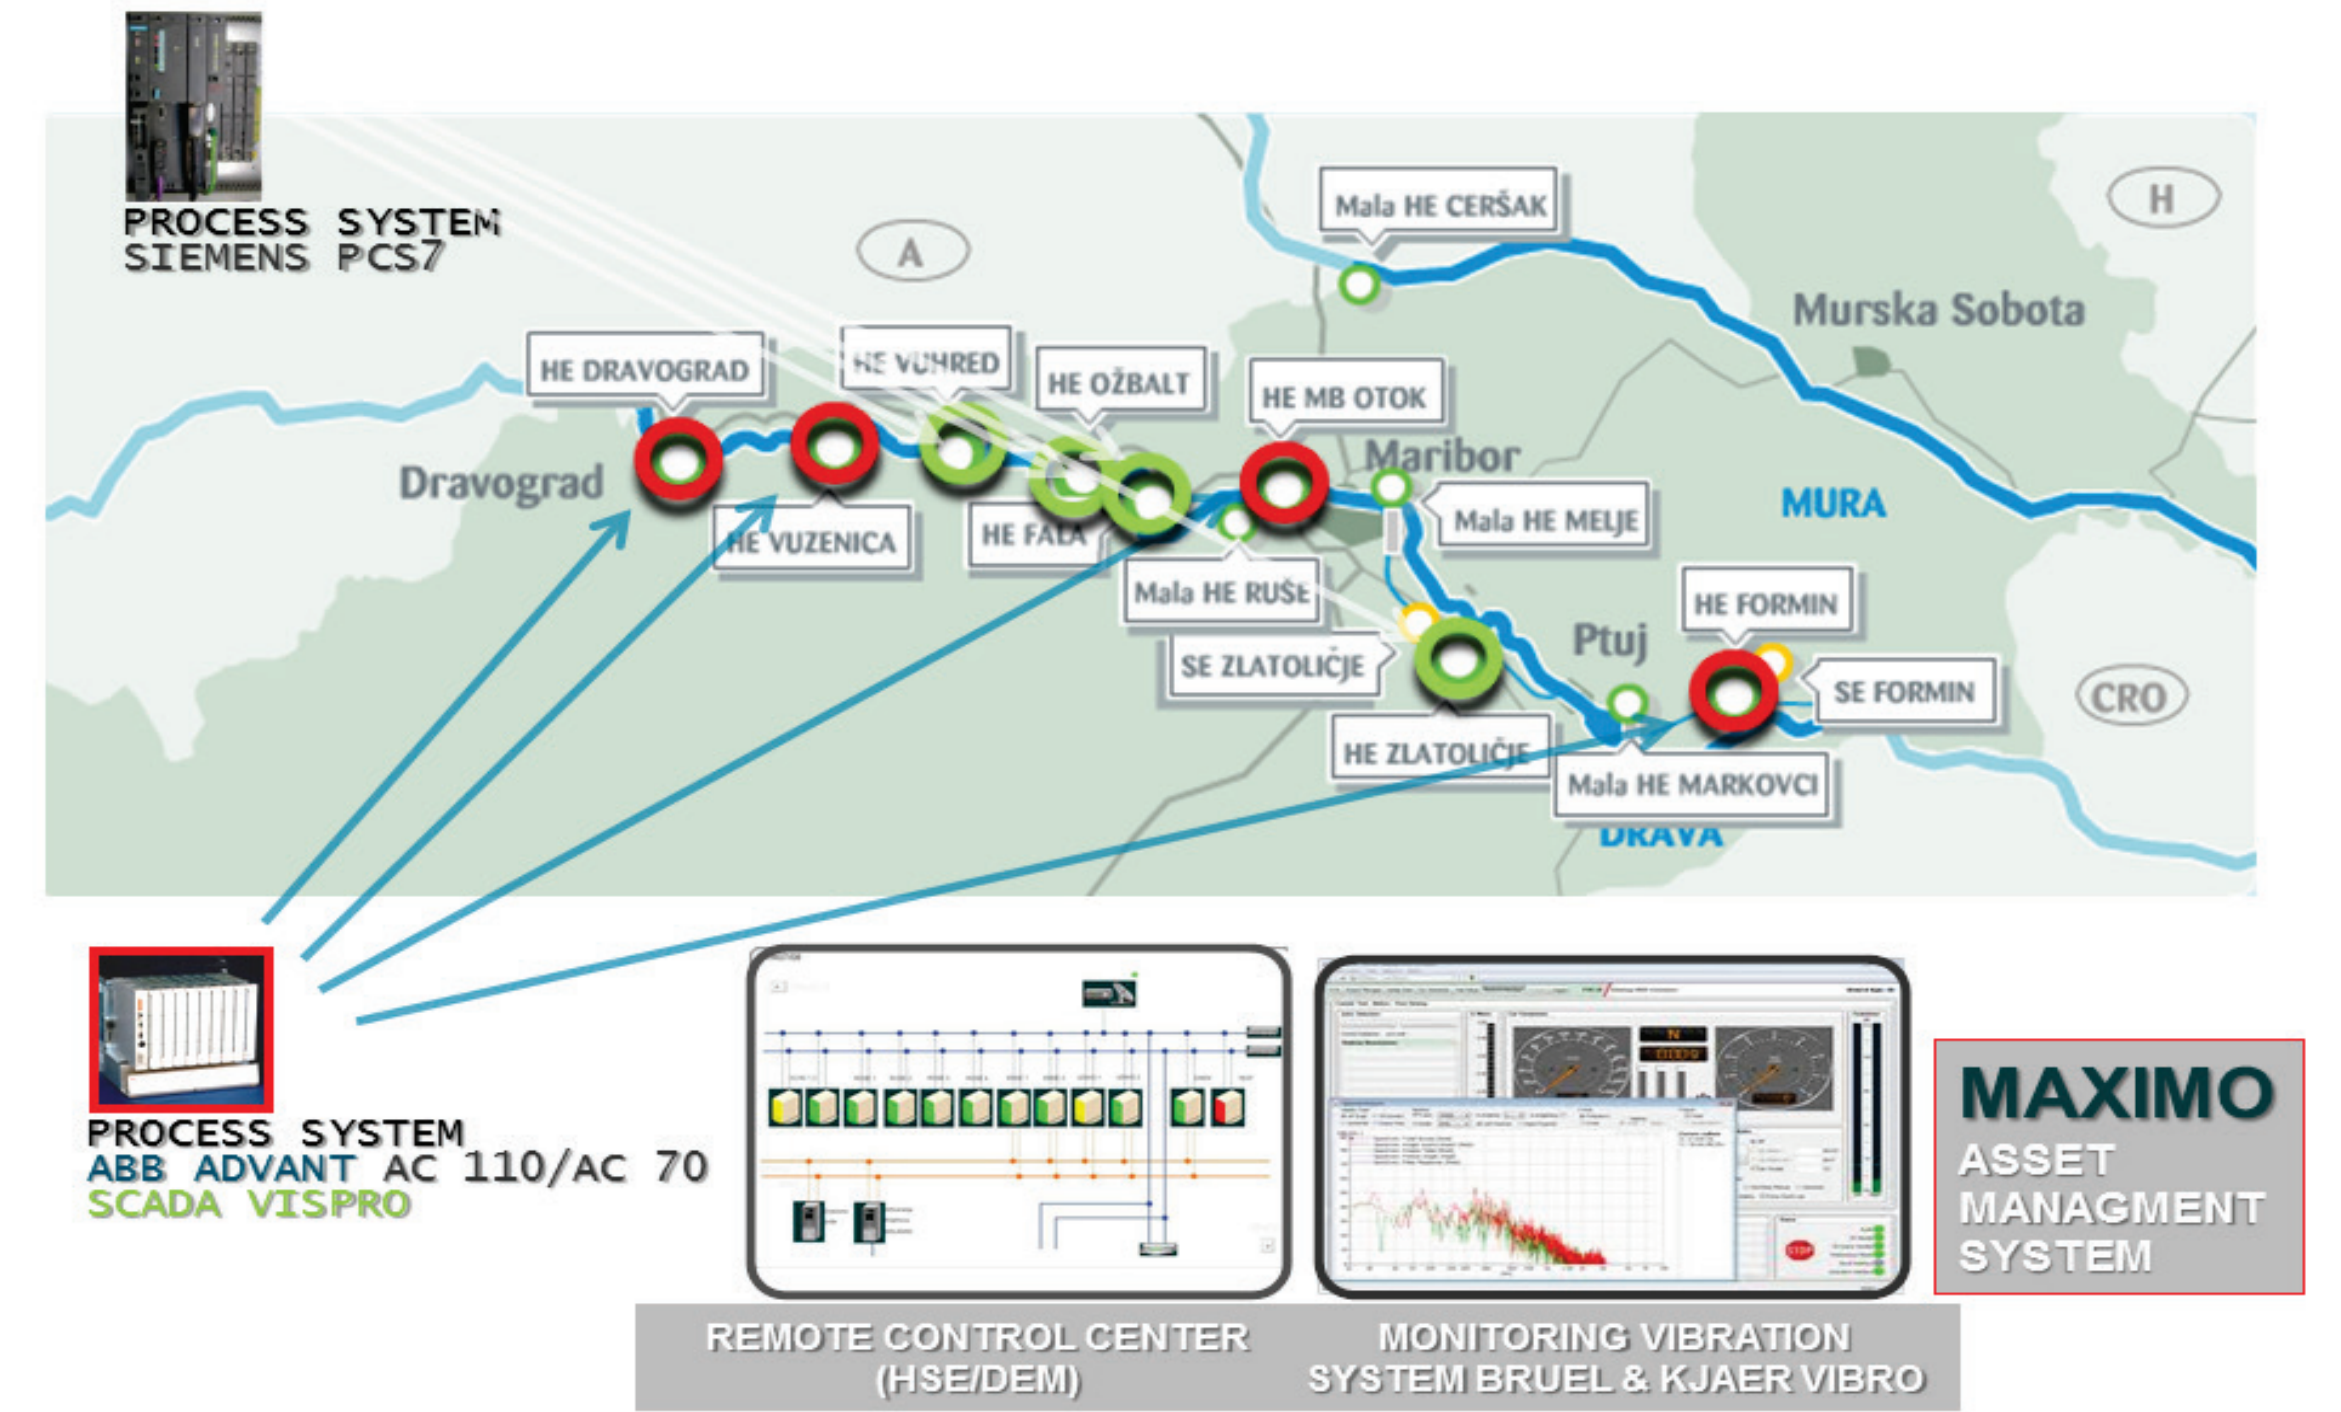 PROCESS SYSTEM
SIEMENS PCS7
A
H
Mala HE CERŠAK
Murska Sobota
HE DRAVOGRAD
HE VUHRED
HE OŽBALT
HE MB OTOK
Maribor
Dravograd
MURA
HE VUZENICA
HE FALA
Mala HE MELJE
Mala HE RUŠE
HE FORMIN
Ptuj
SE ZLATOLIČJE
SE FORMIN
CRO
HE ZLATOLIČJE
Mala HE MARKOVCI
DRAVA
PROCESS SYSTEM
ABB ADVANT AC 110/AC 70
SCADA VISPRO
N
0009
STOP
MAXIMO
ASSET
MANAGMENT
SYSTEM
REMOTE CONTROL CENTER
(HSE/DEM)
MONITORING VIBRATION
SYSTEM BRUEL & KJAER VIBRO